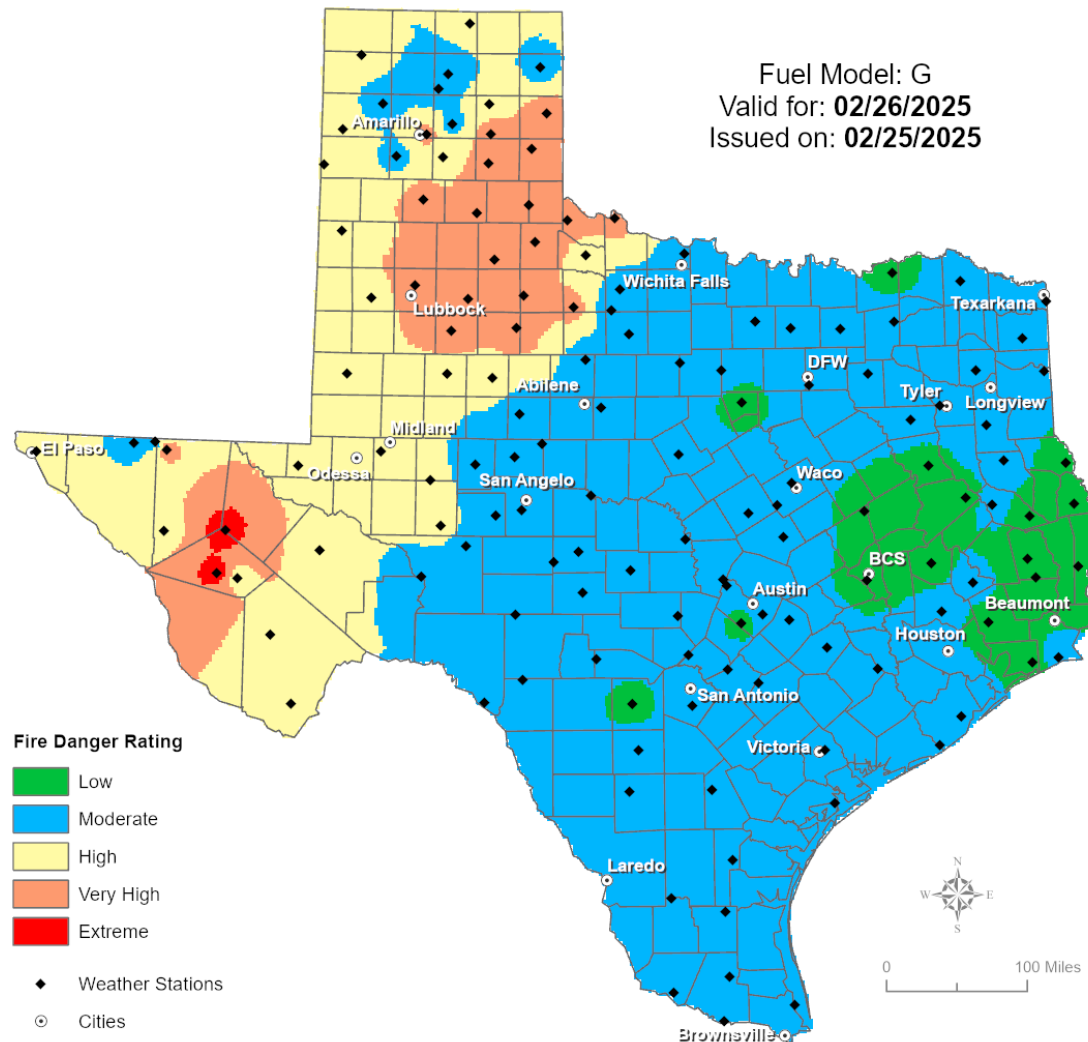 Fuel Model: G
Valid for: 02/26/2025
Issued on: 02/25/2025
Amarillo
Wichita Falls
Lubbock
Texarkana
DFW
Abilene
Tyler
Longview
Midland
El Paso
Odessa
San Angelo
Waco
BCS
Austin
Beaumont
Houston
San Antonio
Victoria
Laredo
Brownsville
Fire Danger Rating
Low
Moderate
High
Very High
Extreme
Weather Stations
Cities
N
W
E
S
0
100 Miles